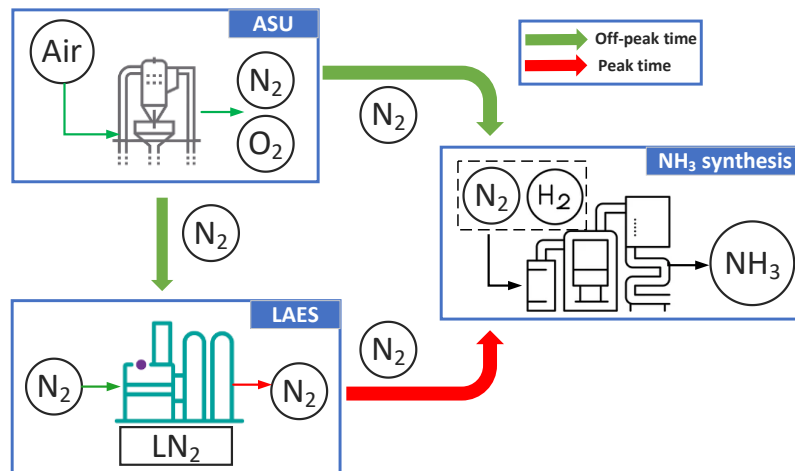 ASU
Air
N₂
O₂
N₂
Off-peak time
Peak time
NH₃ synthesis
N₂
H₂
NH₃
N₂
LAES
N₂
N₂
LN₂
N₂